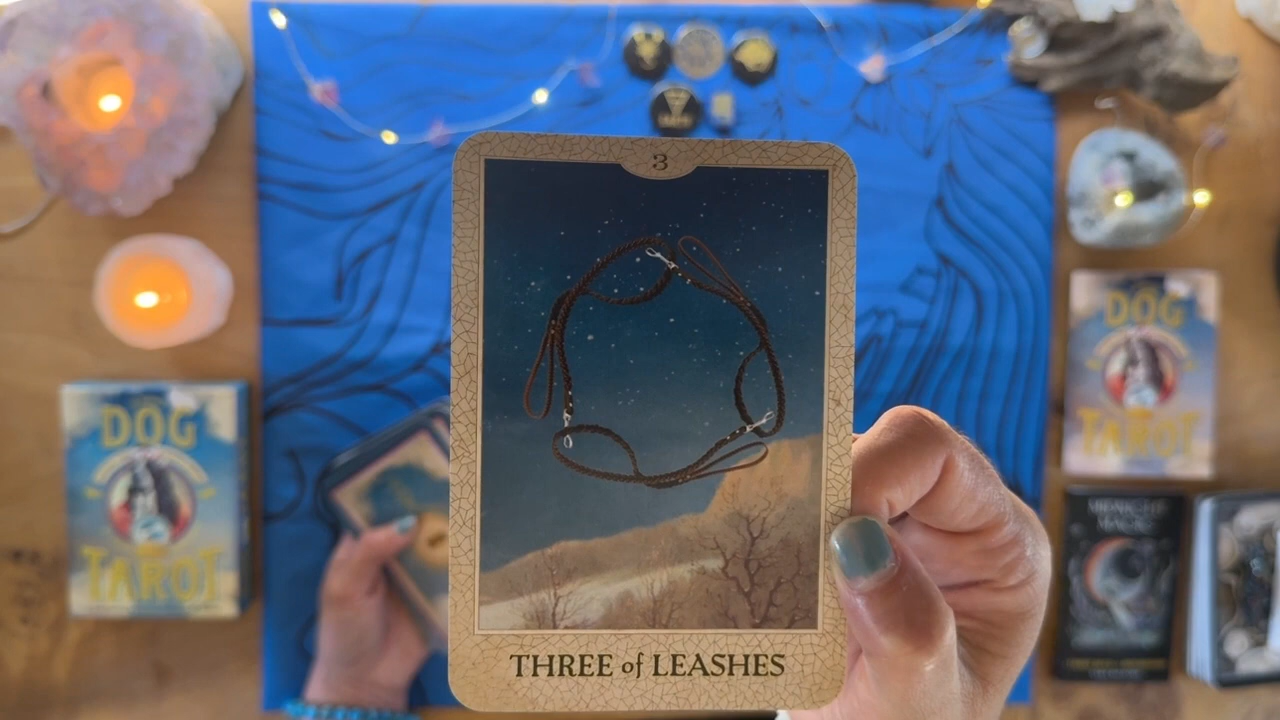 3
THREE of LEASHES
DOG
TAROT
DOG
TAROT
MIDNIGHT
MAGIC